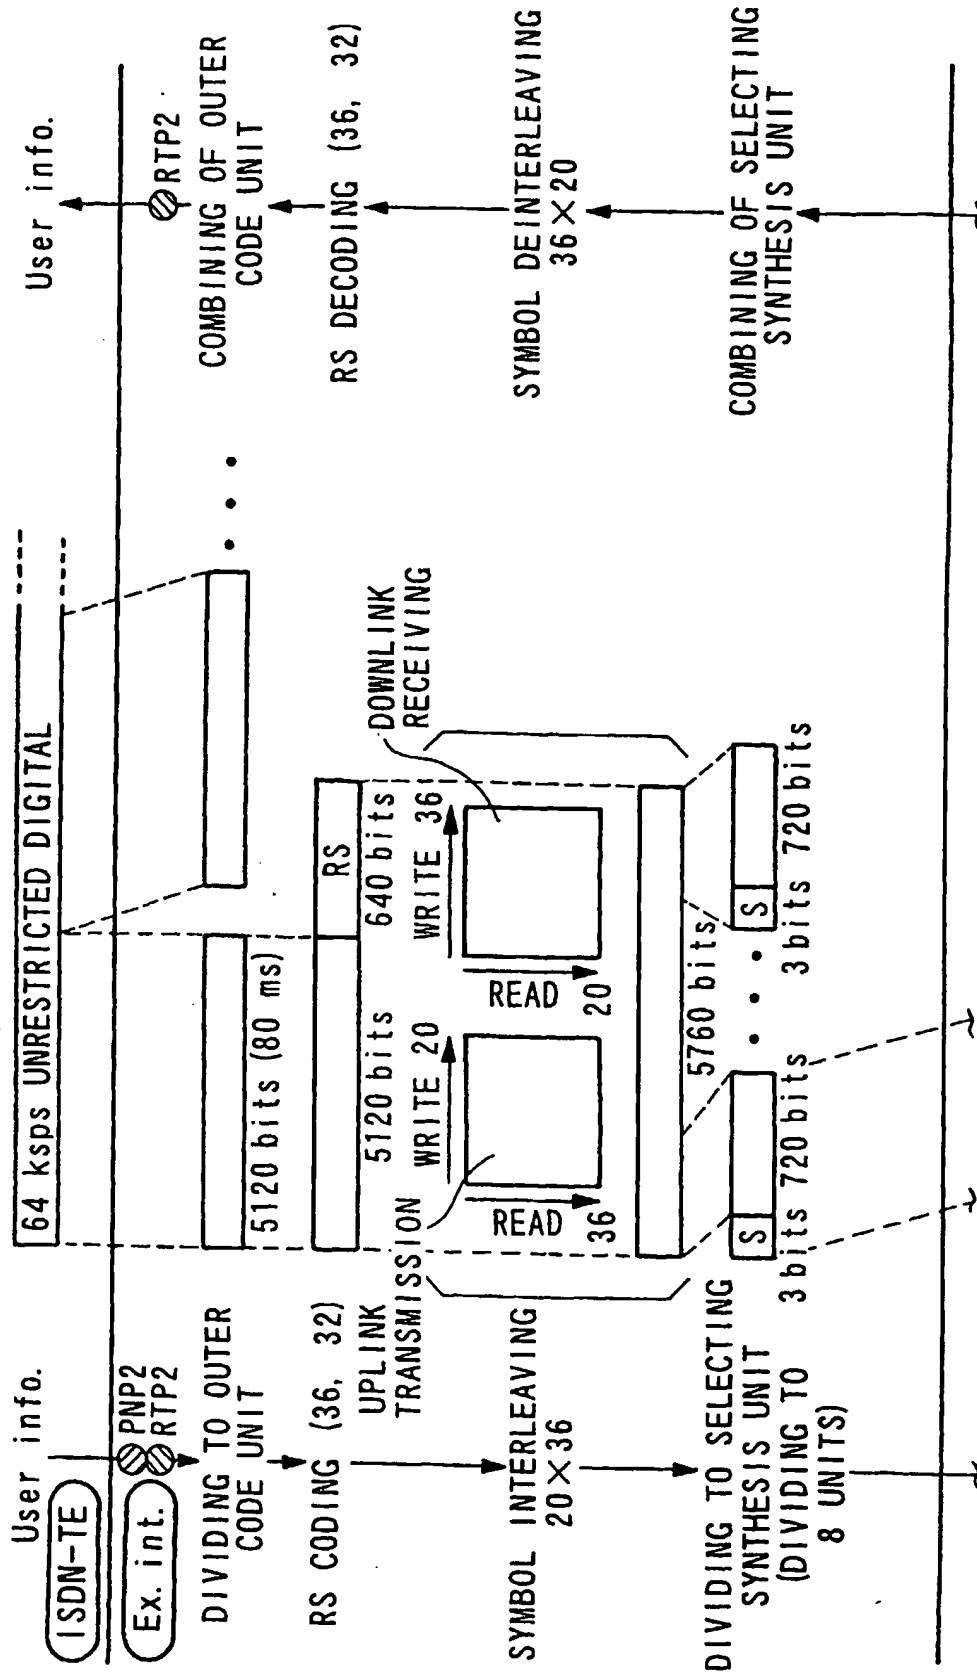 User info.
64 ksps UNRESTRICTED DIGITAL
User info.
ISDN-TE
Ex. int.
PNP2
RTP2
RTP2
DIVIDING TO OUTER
CODE UNIT
5120 bits (80 ms)
COMBINING OF OUTER
CODE UNIT
RS CODING (36, 32)
RS
5120 bits
640 bits
RS DECODING (36, 32)
UPLINK
TRANSMISSION
WRITE 20
READ
36
WRITE 36
READ
20
DOWNLINK
RECEIVING
SYMBOL INTERLEAVING
20×36
SYMBOL DEINTERLEAVING
36×20
5760 bits
DIVIDING TO SELECTING
SYNTHESIS UNIT
(DIVIDING TO
8 UNITS)
S
3 bits 720 bits
S
3 bits 720 bits
COMBINING OF SELECTING
SYNTHESIS UNIT